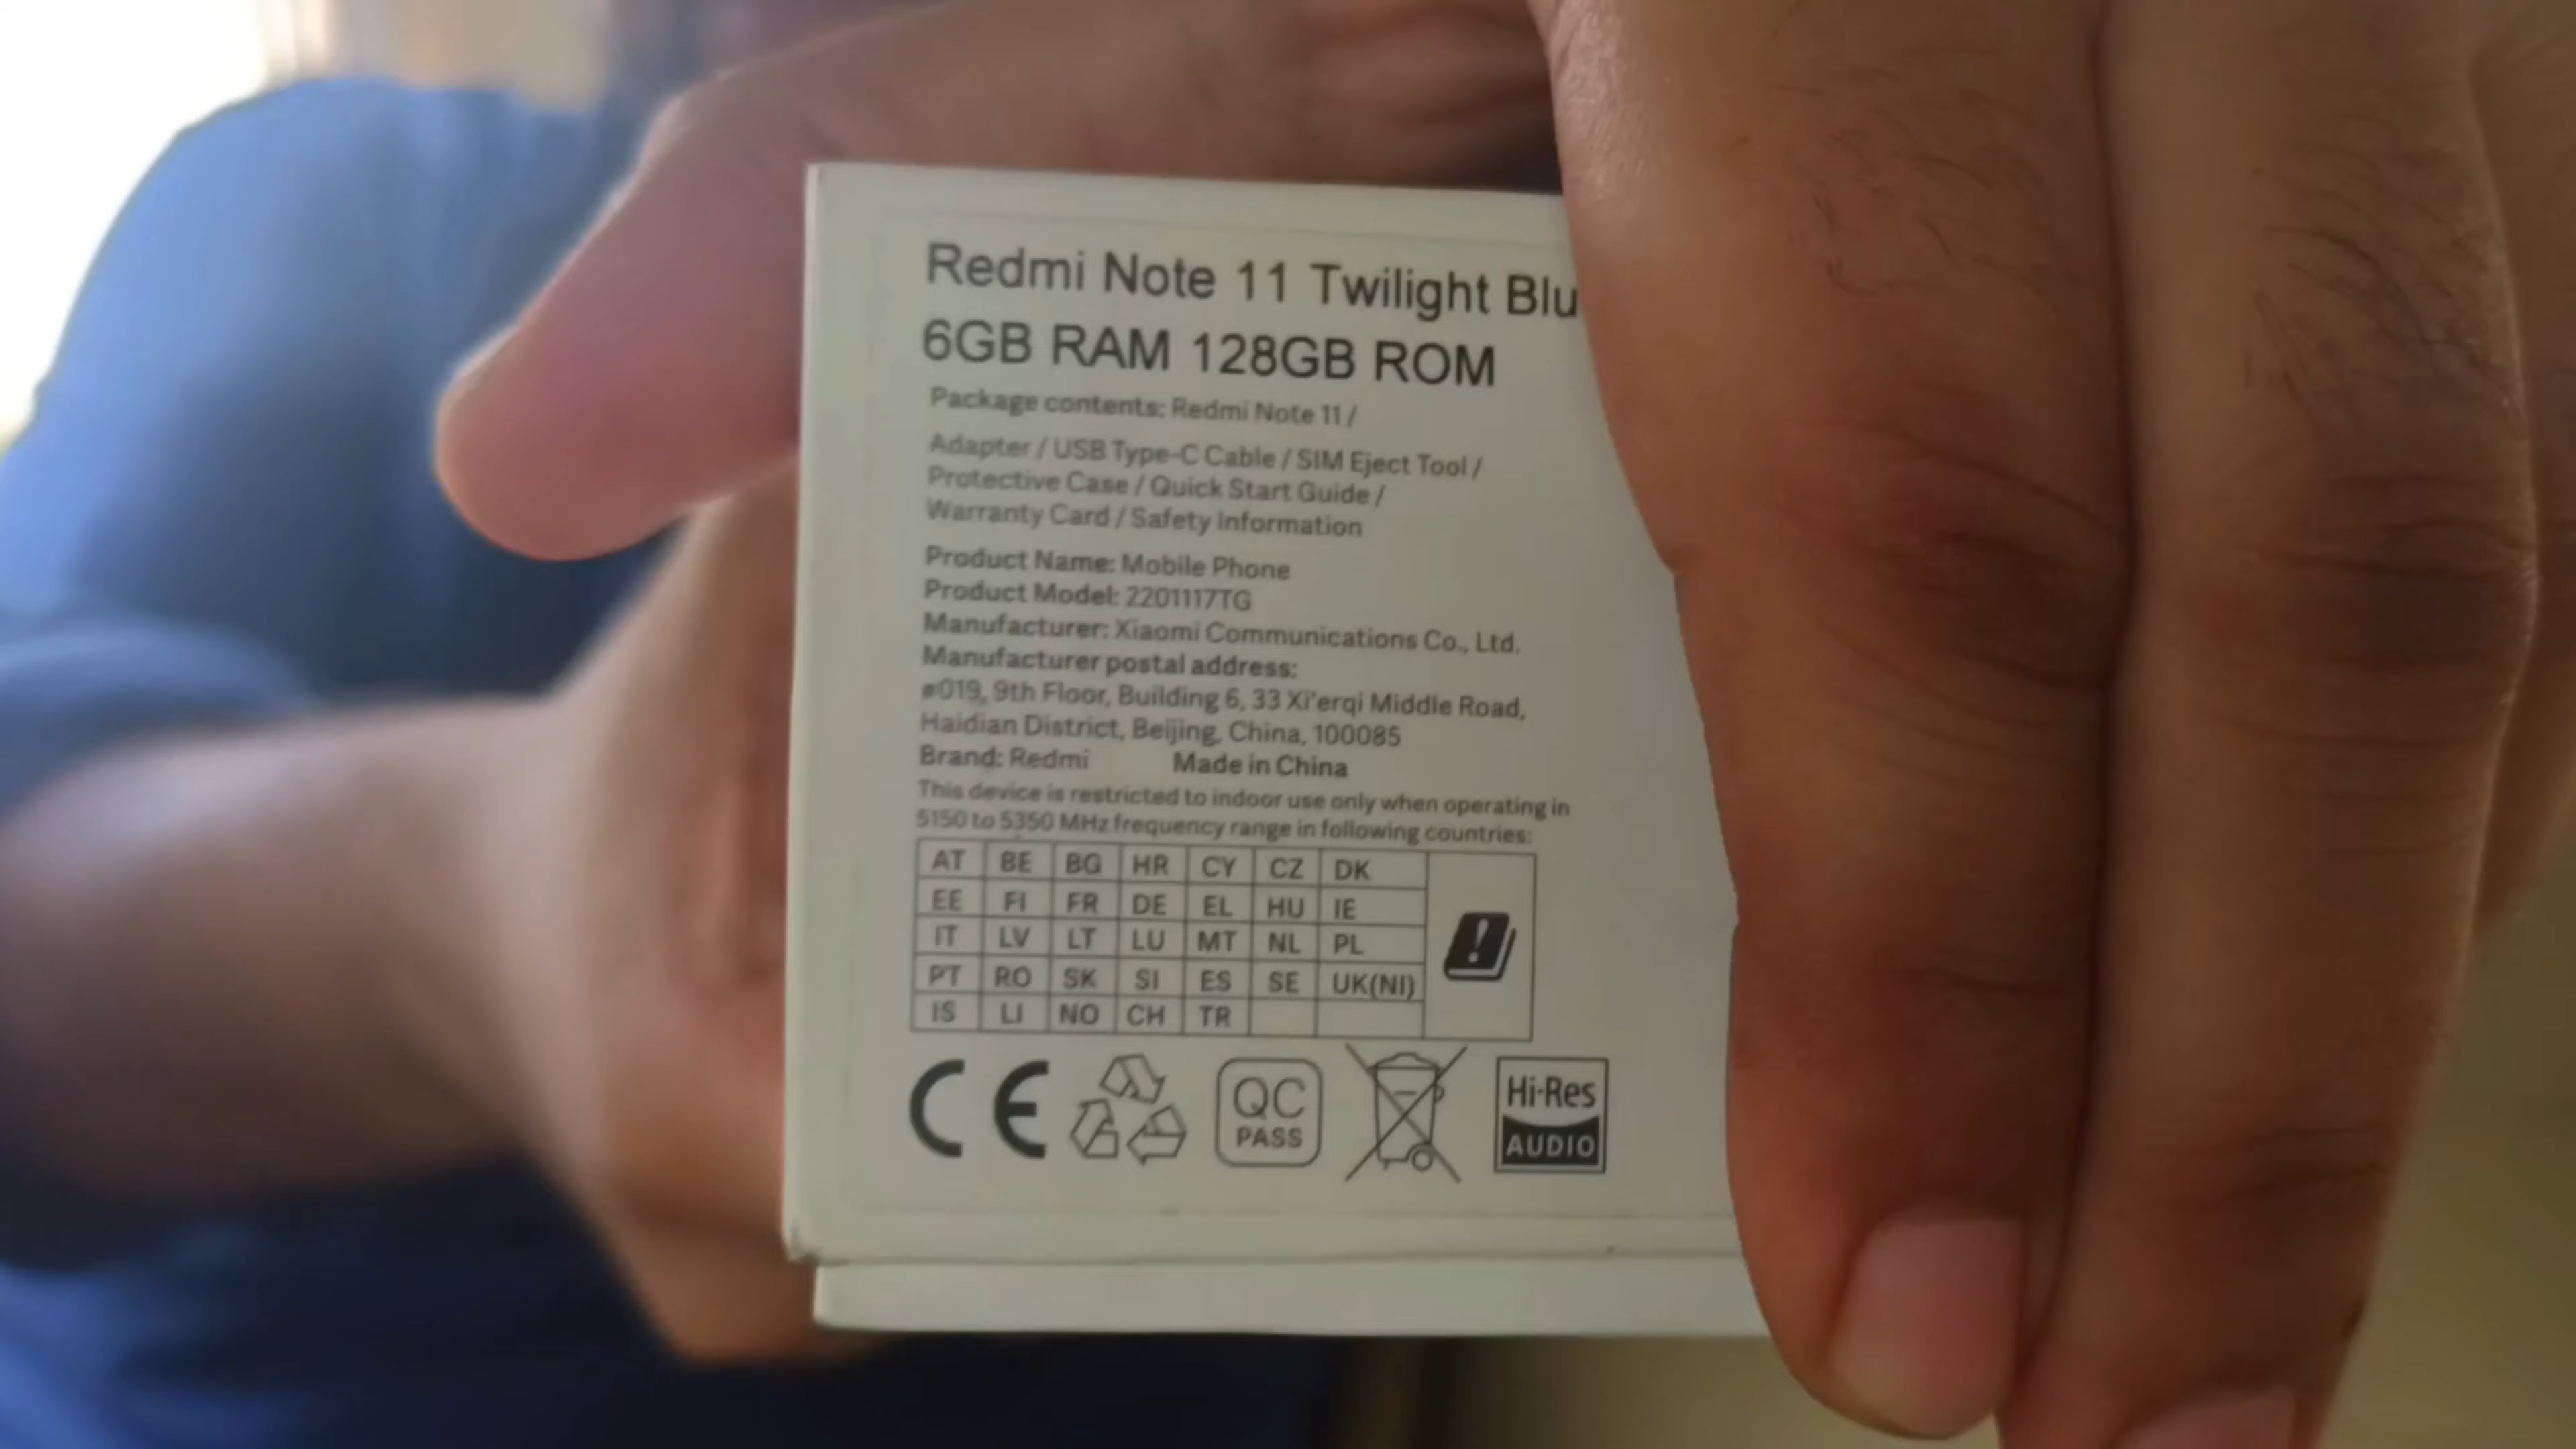 Redmi Note 11 Twilight Blu
6GB RAM 128GB ROM
Package contents: Redmi Note 11 /
Adapter / USB Type-C Cable / SIM Eject Tool /
Protective Case / Quick Start Guide /
Warranty Card / Safety Information
Product Name: Mobile Phone
Product Model: 2201117TG
Manufacturer: Xiaomi Communications Co., Ltd.
Manufacturer postal address:
#019, 9th Floor, Building 6, 33 Xi'erqi Middle Road,
Haidian District, Beijing, China, 100085
Brand: Redmi Made in China
This device is restricted to indoor use only when operating in
5150 to 5350 MHz frequency range in following countries:
AT BE BG HR CY CZ DK
EE FI FR DE EL HU IE
IT LV LT LU MT NL PL
PT RO SK SI ES SE UK(NI)
IS LI NO CH TR
CE
QC
PASS
Hi-Res
AUDIO